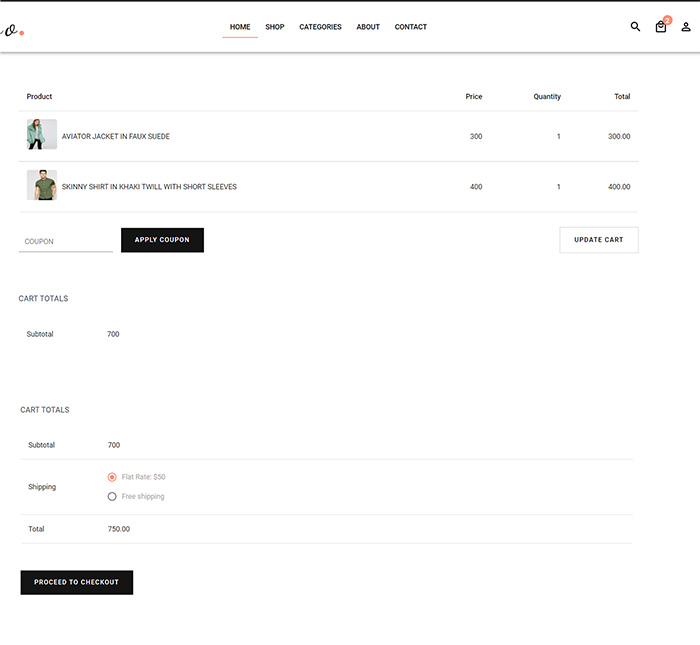 o.
HOME SHOP CATEGORIES ABOUT CONTACT 2
Product Price Quantity Total
AVIATOR JACKET IN FAUX SUEDE 300 1 300.00
SKINNY SHIRT IN KHAKI TWILL WITH SHORT SLEEVES 400 1 400.00
COUPON APPLY COUPON UPDATE CART
CART TOTALS
Subtotal 700
CART TOTALS
Subtotal 700
Shipping
Flat Rate: $50
Free shipping
Total 750.00
PROCEED TO CHECKOUT